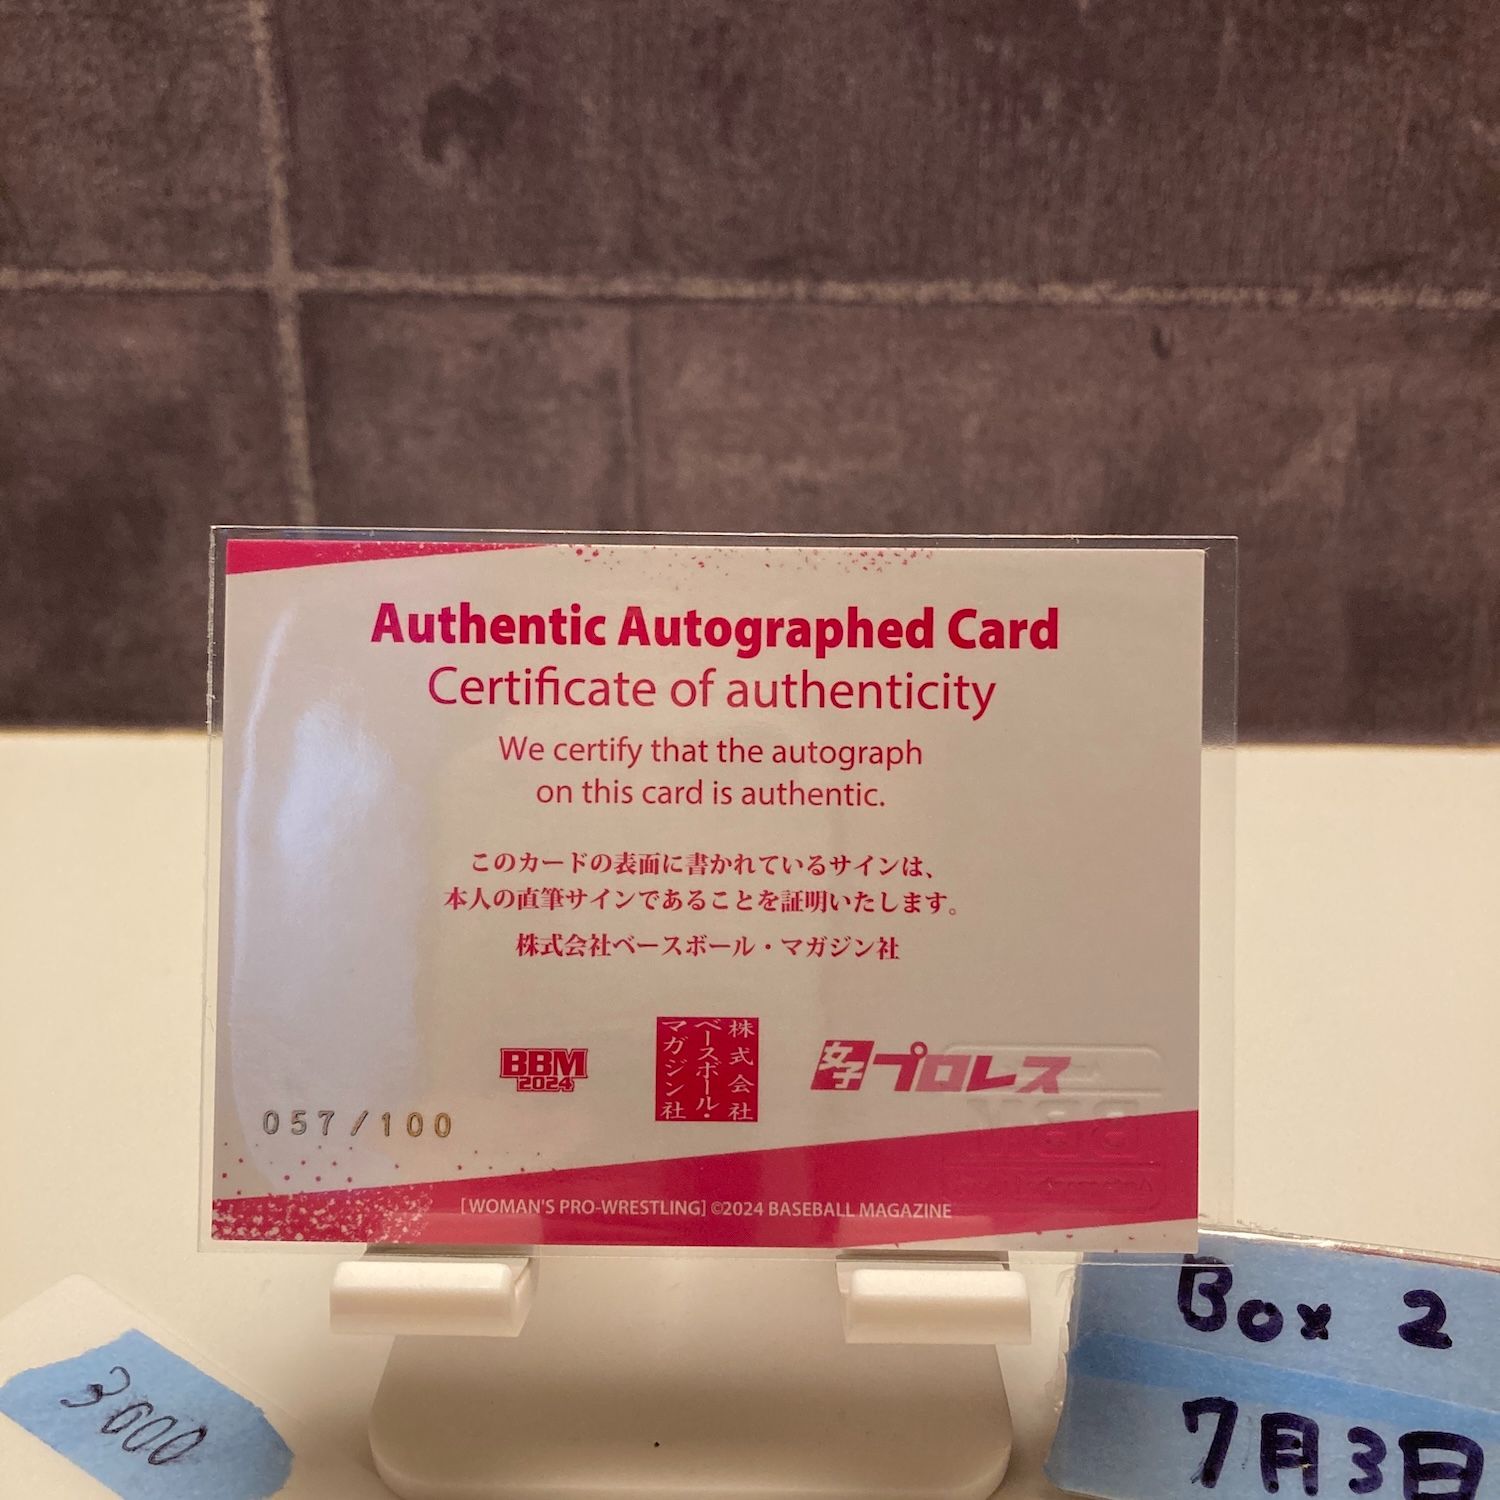 Authentic Autographed Card
Certificate of authenticity
We certify that the autograph
on this card is authentic.
このカードの表面に書かれているサインは、
本人の直筆サインであることを証明いたします。
株式会社ベースボール・マガジン社
BBM
2024
株式会社
ベースボール・
マガジン社
女子プロレス
057/100
[WOMAN'S PRO-WRESTLING] ©2024 BASEBALL MAGAZINE
3000
Box 2
7月3日